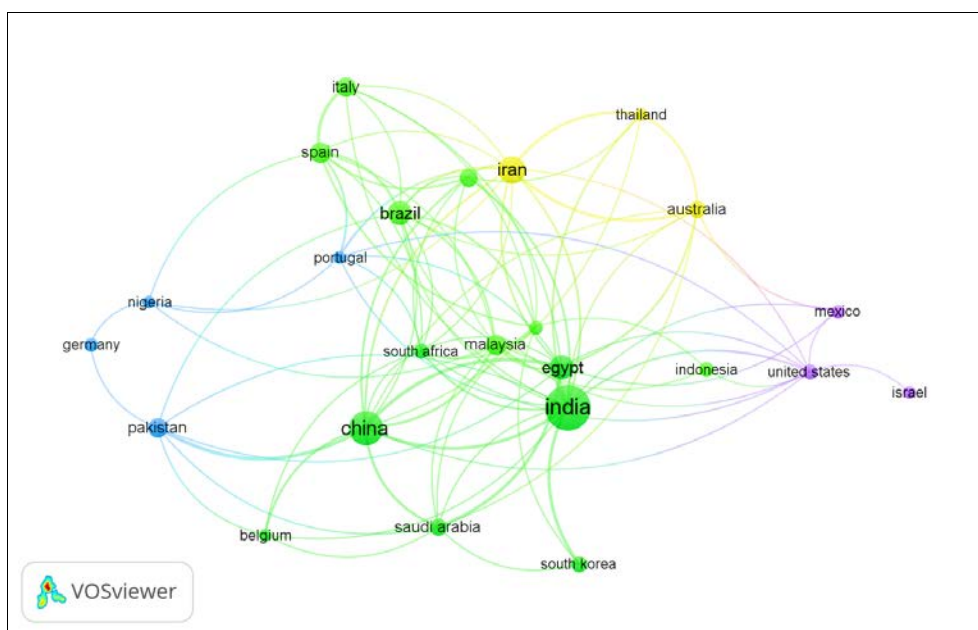 italy
thailand
spain
iran
brazil
australia
portugal
nigeria
mexico
germany
south africa
malaysia
egypt
indonesia
united states
israel
india
china
pakistan
belgium
saudi arabia
south korea
VOSviewer